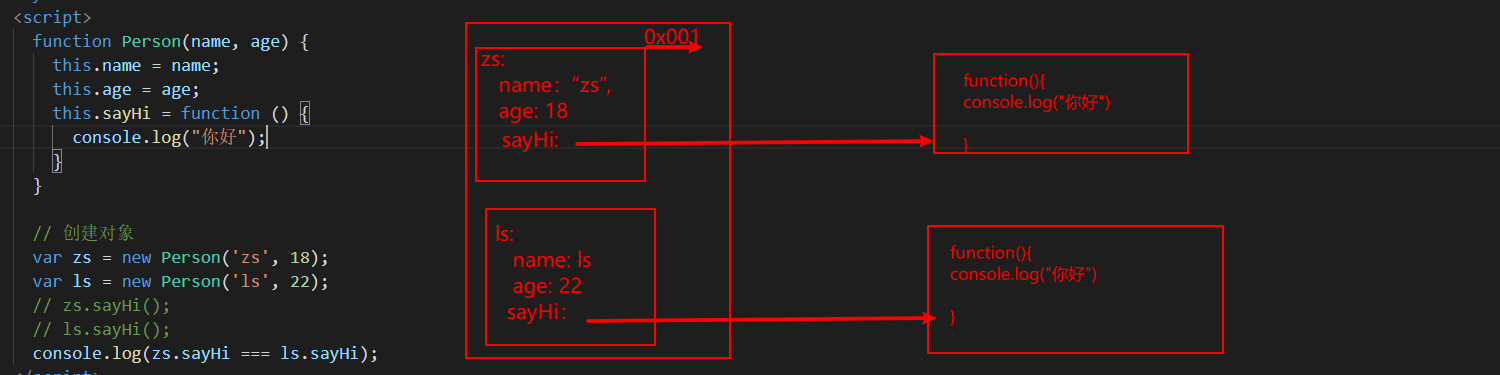 <script>
function Person(name, age) {
this.name = name;
this.age = age;
this.sayHi = function () {
console.log("你好");
}
}
// 创建对象
var zs = new Person('zs', 18);
var ls = new Person('ls', 22);
// zs.sayHi();
// ls.sayHi();
console.log(zs.sayHi === ls.sayHi);
0x001
zs:
name：“zs”,
age: 18
sayHi:
ls:
name: ls
age: 22
sayHi：
function(){
console.log("你好")
}
function(){
console.log("你好")
}